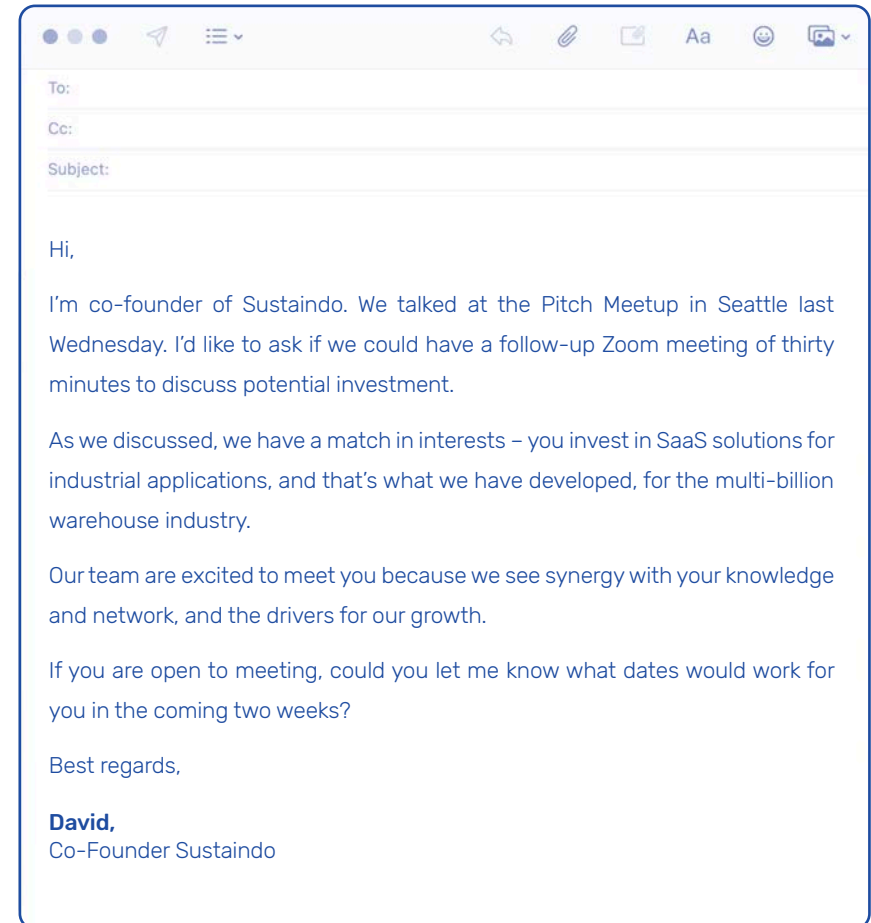 Aa
To:
Cc:
Subject:
Hi,
I'm co-founder of Sustaindo. We talked at the Pitch Meetup in Seattle last
Wednesday. I'd like to ask if we could have a follow-up Zoom meeting of thirty
minutes to discuss potential investment.
As we discussed, we have a match in interests – you invest in SaaS solutions for
industrial applications, and that's what we have developed, for the multi-billion
warehouse industry.
Our team are excited to meet you because we see synergy with your knowledge
and network, and the drivers for our growth.
If you are open to meeting, could you let me know what dates would work for
you in the coming two weeks?
Best regards,
David,
Co-Founder Sustaindo